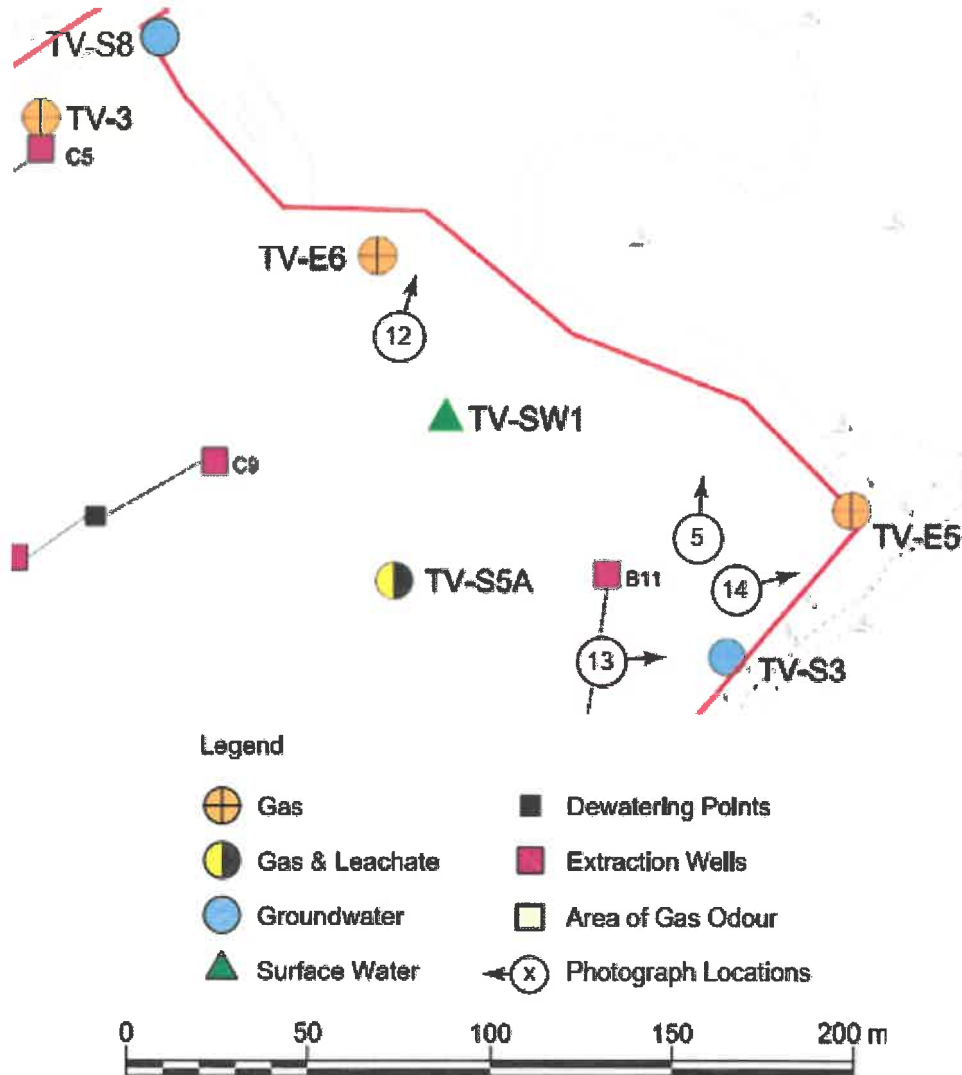 TV-S8
TV-3
C5
TV-E6
12
TV-SW1
C9
5
TV-E5
TV-S5A
B11
14
13
TV-S3
Legend
Gas
Dewatering Points
Gas & Leachate
Extraction Wells
Groundwater
Area of Gas Odour
Surface Water
X Photograph Locations
0 50 100 150 200 m